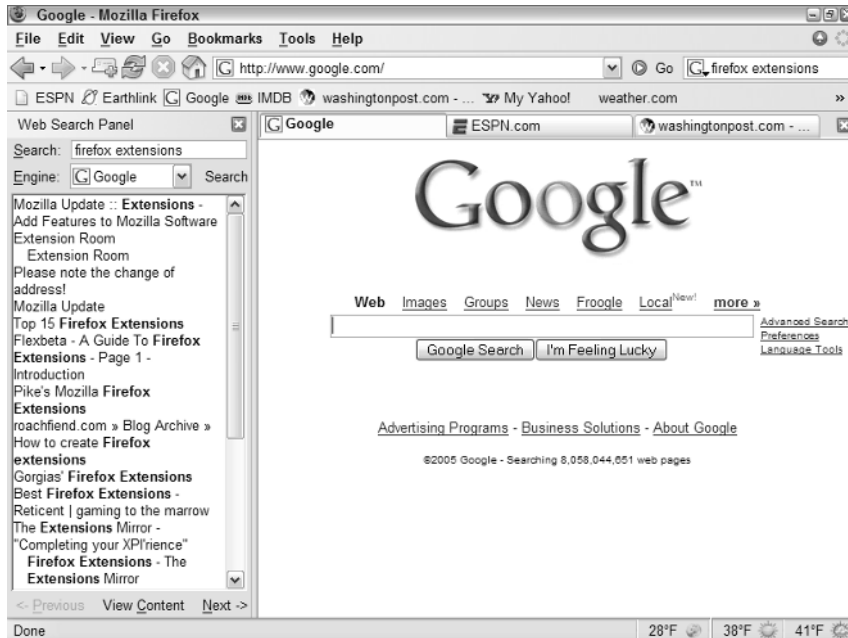 Google - Mozilla Firefox
File Edit View Go Bookmarks Tools Help
http://www.google.com/ Go firefox extensions
ESPN Earthlink Google IMDB washingtonpost.com - ... My Yahoo! weather.com »
Web Search Panel
Search: firefox extensions
Engine: Google Search
Mozilla Update :: Extensions -
Add Features to Mozilla Software
Extension Room
Extension Room
Please note the change of
address!
Mozilla Update
Top 15 Firefox Extensions
Flexbeta - A Guide To Firefox
Extensions - Page 1 -
Introduction
Pike's Mozilla Firefox
Extensions
roachfiend.com » Blog Archive »
How to create Firefox
extensions
Gorgias' Firefox Extensions
Best Firefox Extensions -
Reticent | gaming to the marrow
The Extensions Mirror -
"Completing your XPI'rience"
Firefox Extensions - The
Extensions Mirror
<- Previous View Content Next ->
Google ESPN.com washingtonpost.com - ...
Google™
Web Images Groups News Froogle Local New! more »
Advanced Search
Preferences
Language Tools
Google Search I'm Feeling Lucky
Advertising Programs - Business Solutions - About Google
©2005 Google - Searching 8,058,044,651 web pages
Done 28°F 38°F 41°F